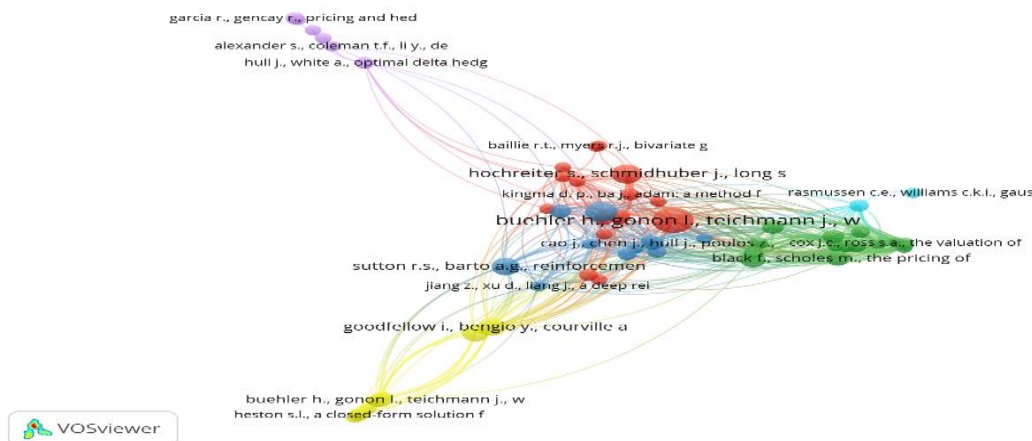 garcia r., gencay r., pricing and hed
alexander s., coleman t.f., li y., de
hull j., white a., optimal delta hedg
baillie r.t., myers r.j., bivariate g
hochreiter s., schmidhuber j., long s
kingma d. p., ba j., adam: a method f
rasmussen c.e., williams c.k.i., gaus
buehler h., gonon l., teichmann j., w
cao j., chen j., hull j., poulos z.,
cox j.c., ross s.a., the valuation of
black f., scholes m., the pricing of
sutton r.s., barto a.g., reinforcemen
jiang z., xu d., liang j., a deep rei
goodfellow i., bengio y., courville a
buehler h., gonon l., teichmann j., w
heston s.l., a closed-form solution f
VOSviewer